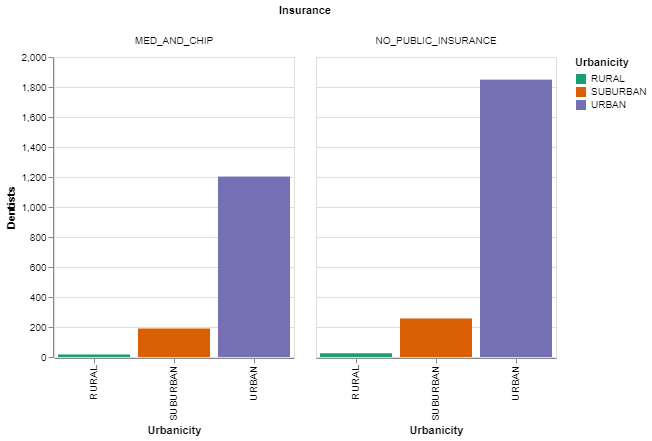 Insurance
MED_AND_CHIP
NO_PUBLIC_INSURANCE
Urbanicity
RURAL
SUBURBAN
URBAN
Dentists
2,000
1,800
1,600
1,400
1,200
1,000
800
600
400
200
0
RURAL
SUBURBAN
URBAN
Urbanicity
RURAL
SUBURBAN
URBAN
Urbanicity